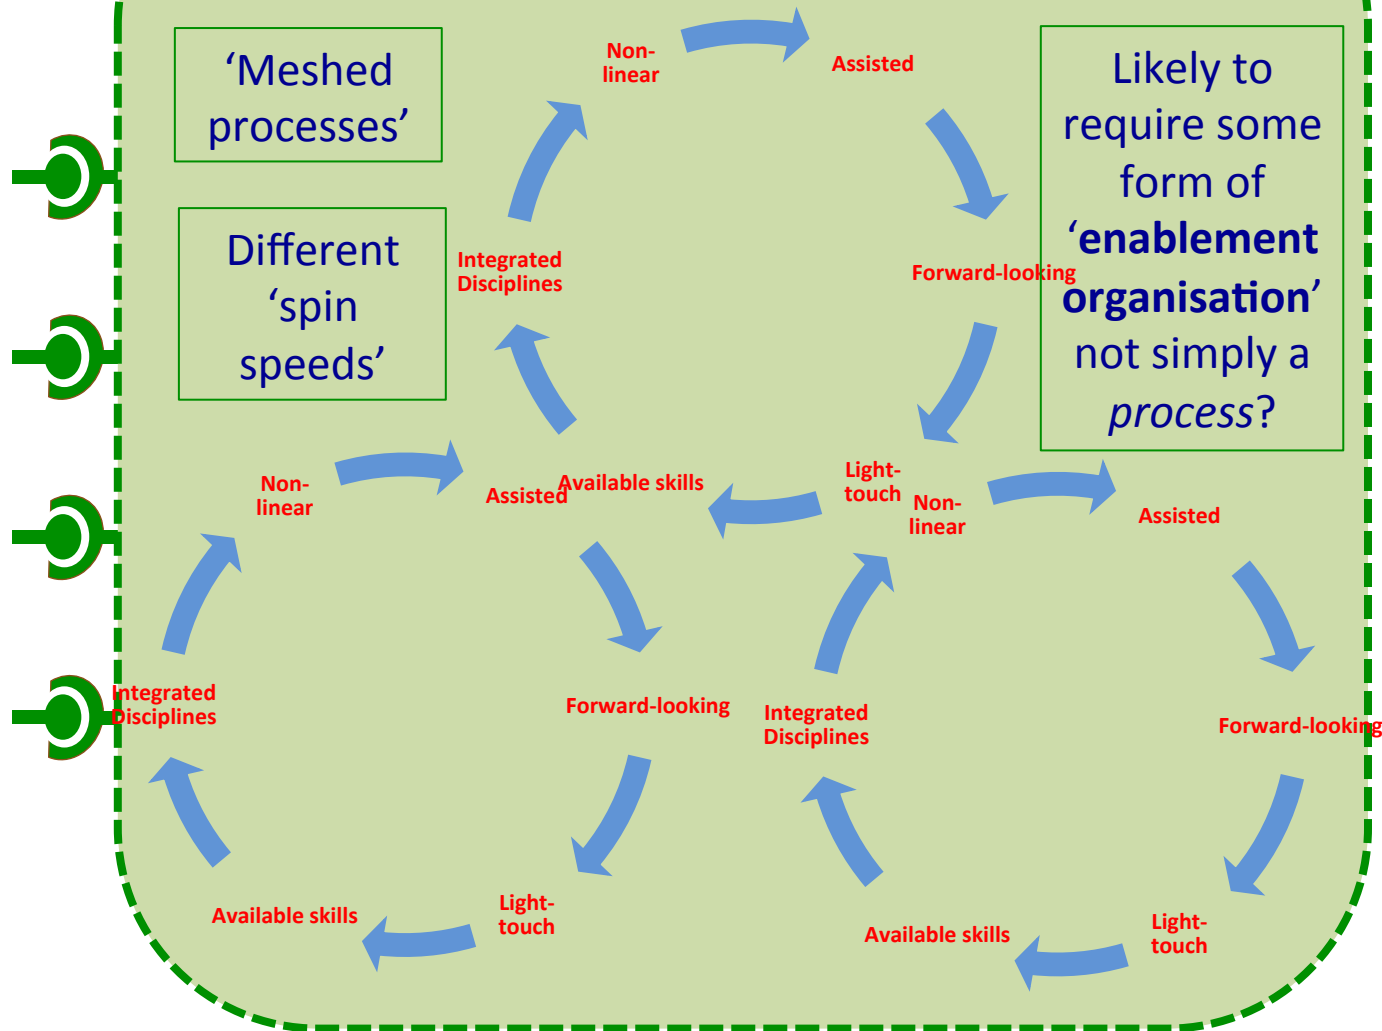 ‘Meshed
processes’
Different
‘spin
speeds’
Likely to
require some
form of
‘enablement
organisation’
not simply a
process?
Non-
linear
Assisted
Forward-looking
Light-
touch
Available skills
Integrated
Disciplines
Non-
linear
Assisted
Forward-looking
Light-
touch
Available skills
Integrated
Disciplines
Non-
linear
Assisted
Forward-looking
Light-
touch
Available skills
Integrated
Disciplines